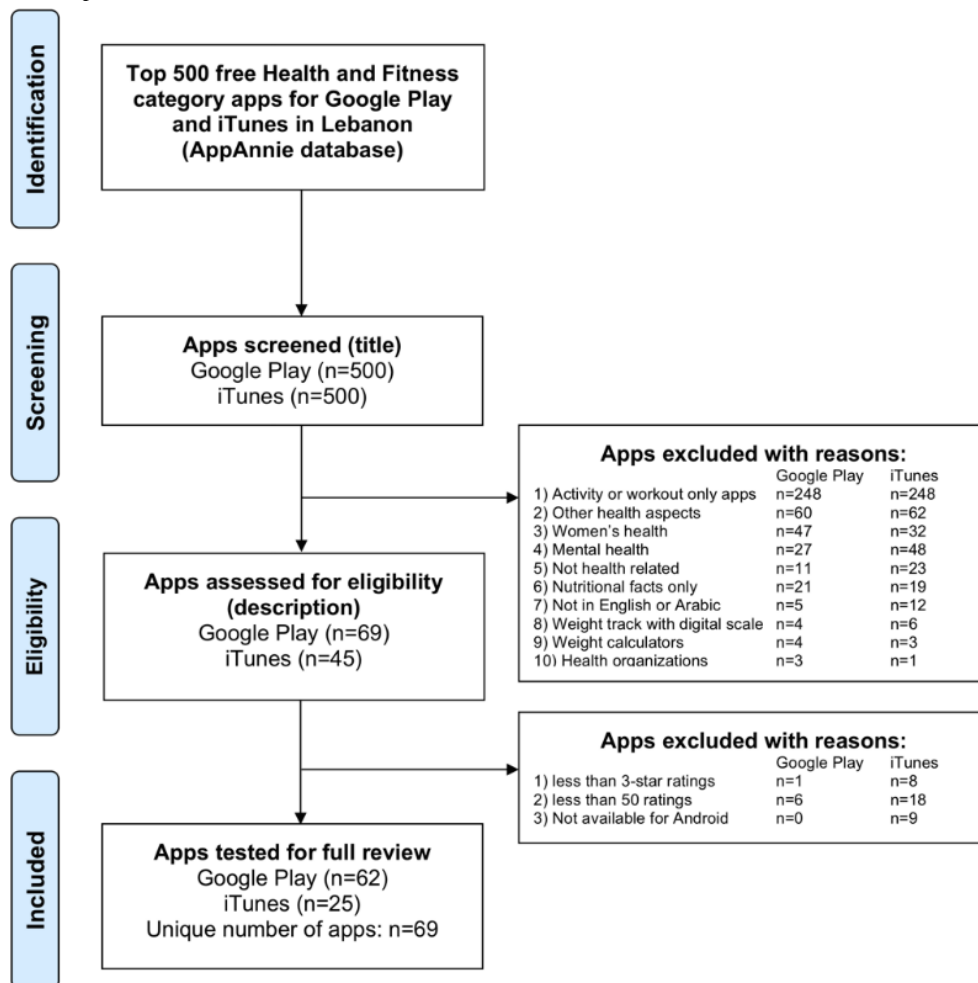 Identification
Top 500 free Health and Fitness
category apps for Google Play
and iTunes in Lebanon
(AppAnnie database)
Screening
Apps screened (title)
Google Play (n=500)
iTunes (n=500)
Apps excluded with reasons:
Google Play iTunes
1) Activity or workout only apps n=248 n=248
2) Other health aspects n=60 n=62
3) Women's health n=47 n=32
4) Mental health n=27 n=48
5) Not health related n=11 n=23
6) Nutritional facts only n=21 n=19
7) Not in English or Arabic n=5 n=12
8) Weight track with digital scale n=4 n=6
9) Weight calculators n=4 n=3
10) Health organizations n=3 n=1
Eligibility
Apps assessed for eligibility
(description)
Google Play (n=69)
iTunes (n=45)
Apps excluded with reasons:
Google Play iTunes
1) less than 3-star ratings n=1 n=8
2) less than 50 ratings n=6 n=18
3) Not available for Android n=0 n=9
Included
Apps tested for full review
Google Play (n=62)
iTunes (n=25)
Unique number of apps: n=69